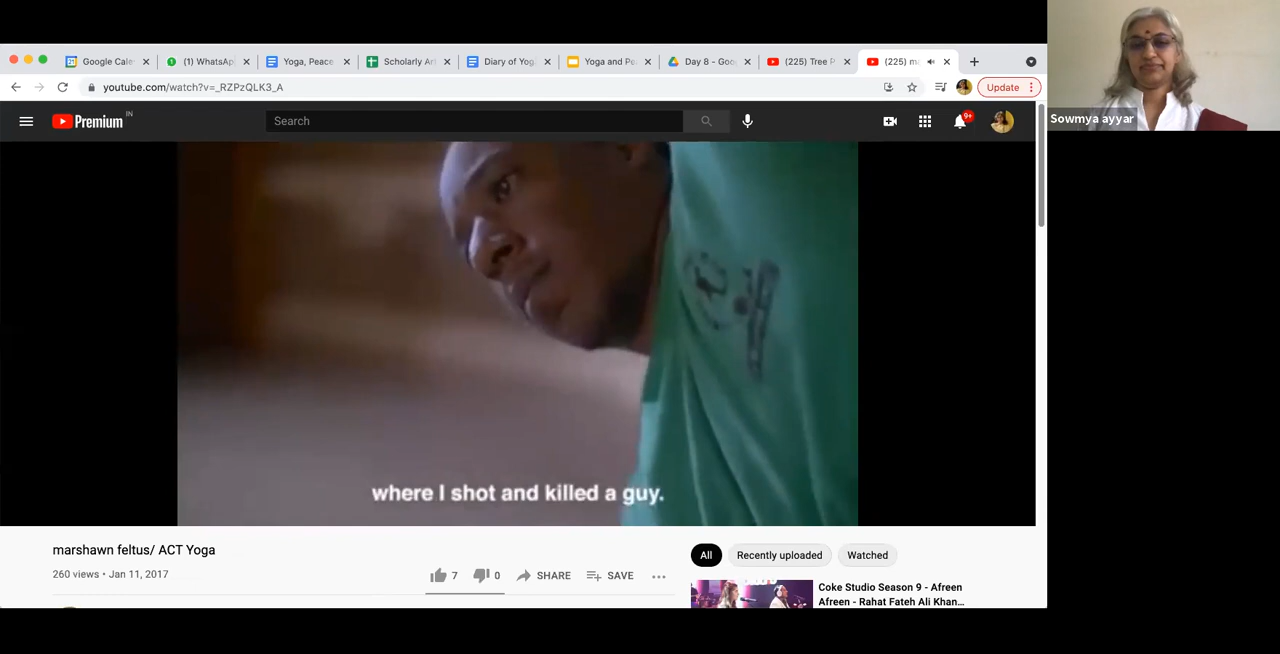 Google Cale
(1) WhatsAp
Yoga, Peace
Scholarly Art
Diary of Yog
Yoga and Pe
Day 8 - Goo
(225) Tree P
(225) m
youtube.com/watch?v=_RZPzQLK3_A
Update
Premium IN
Search
9+
Sowmya ayyar
where I shot and killed a guy.
marshawn feltus/ ACT Yoga
260 views • Jan 11, 2017
7
0
SHARE
SAVE
All
Recently uploaded
Watched
Coke Studio Season 9 - Afreen
Afreen - Rahat Fateh Ali Khan...